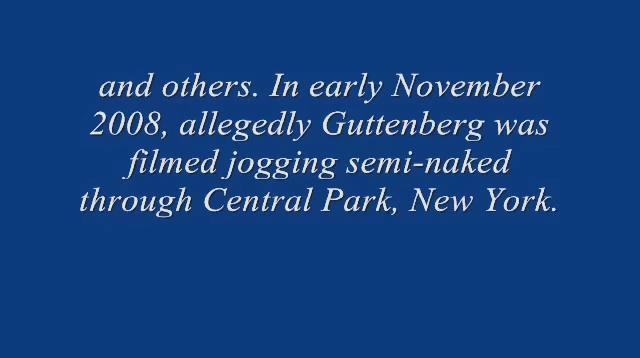 and others. In early November
2008, allegedly Guttenberg was
filmed jogging semi-naked
through Central Park, New York.